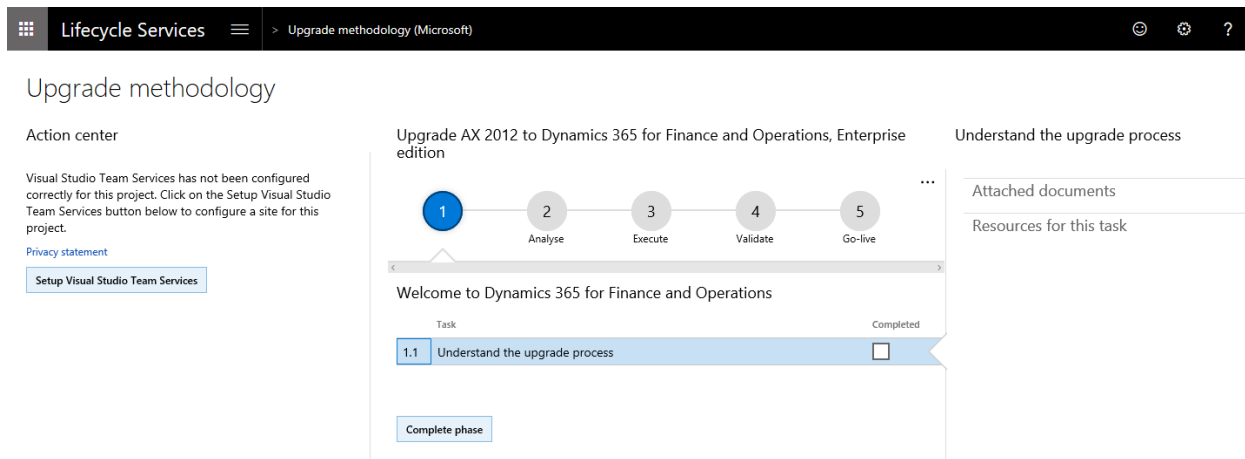 Lifecycle Services > Upgrade methodology (Microsoft) ?
Upgrade methodology
Action center
Visual Studio Team Services has not been configured
correctly for this project. Click on the Setup Visual Studio
Team Services button below to configure a site for this
project.
Privacy statement
Setup Visual Studio Team Services
Upgrade AX 2012 to Dynamics 365 for Finance and Operations, Enterprise
edition
...
1 2 3 4 5
Analyse Execute Validate Go-live
Welcome to Dynamics 365 for Finance and Operations
Task Completed
1.1 Understand the upgrade process
Complete phase
Understand the upgrade process
Attached documents
Resources for this task